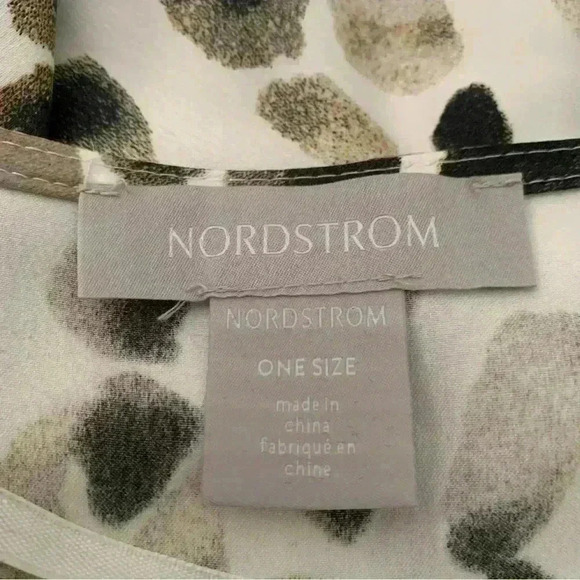 NORDSTROM
NORDSTROM
ONE SIZE
made in
china
fabriqué en
chine